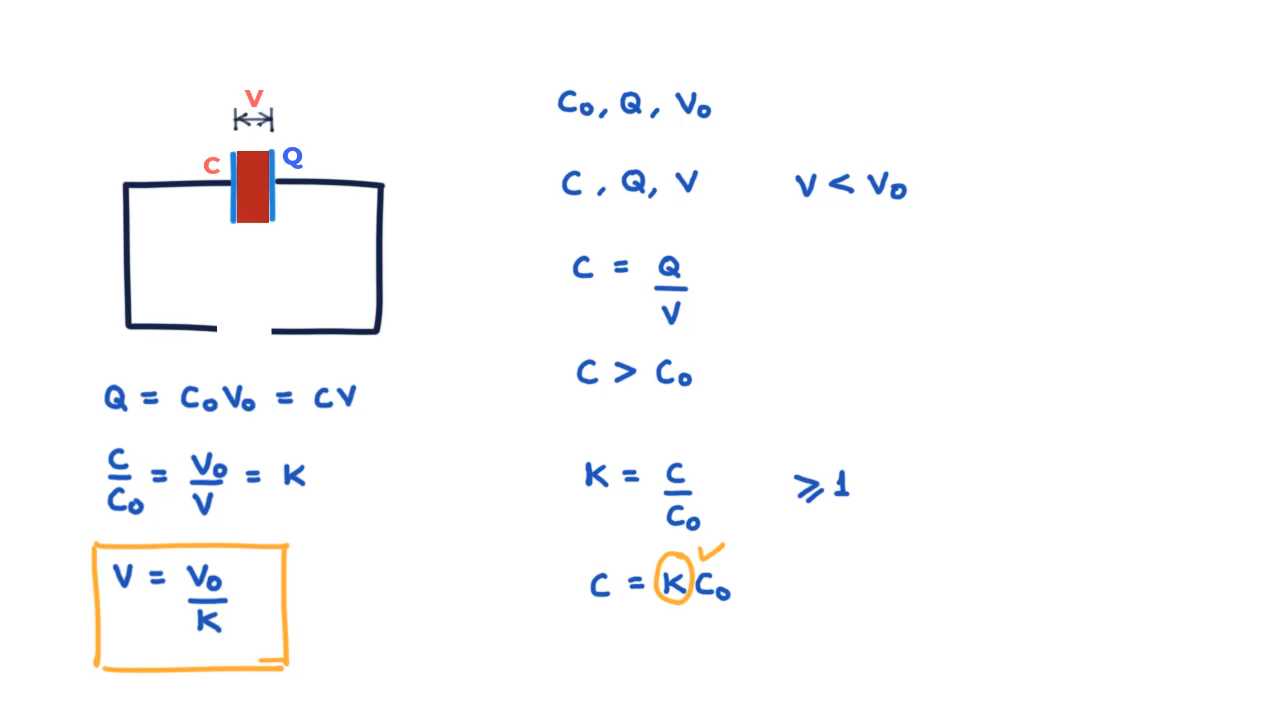 V
C
Q
Q = C₀V₀ = CV
C/C₀ = V₀/V = K
V = V₀/K
C₀, Q, V₀
C, Q, V
V < V₀
C = Q/V
C > C₀
K = C/C₀
⩾ 1
C = KC₀ ✓